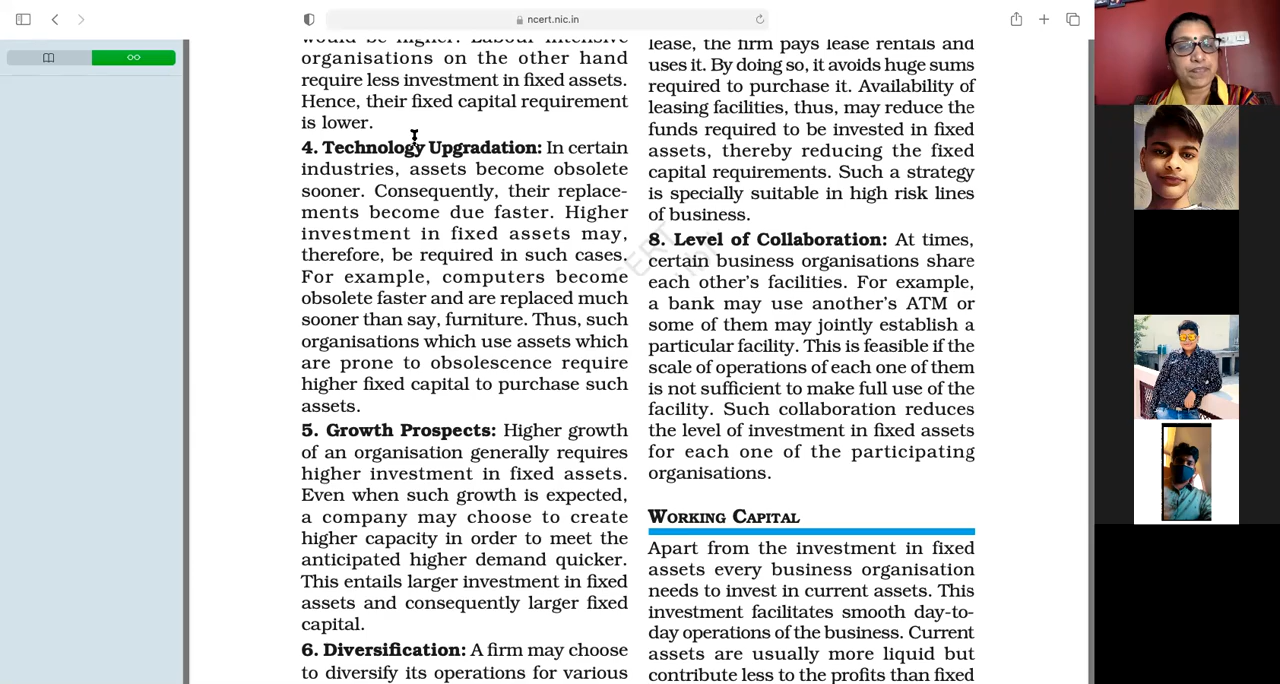 ncert.nic.in
would be higher. Labour intensive
organisations on the other hand
require less investment in fixed assets.
Hence, their fixed capital requirement
is lower.
4. Technology Upgradation: In certain
industries, assets become obsolete
sooner. Consequently, their replace-
ments become due faster. Higher
investment in fixed assets may,
therefore, be required in such cases.
For example, computers become
obsolete faster and are replaced much
sooner than say, furniture. Thus, such
organisations which use assets which
are prone to obsolescence require
higher fixed capital to purchase such
assets.
5. Growth Prospects: Higher growth
of an organisation generally requires
higher investment in fixed assets.
Even when such growth is expected,
a company may choose to create
higher capacity in order to meet the
anticipated higher demand quicker.
This entails larger investment in fixed
assets and consequently larger fixed
capital.
6. Diversification: A firm may choose
to diversify its operations for various
lease, the firm pays lease rentals and
uses it. By doing so, it avoids huge sums
required to purchase it. Availability of
leasing facilities, thus, may reduce the
funds required to be invested in fixed
assets, thereby reducing the fixed
capital requirements. Such a strategy
is specially suitable in high risk lines
of business.
8. Level of Collaboration: At times,
certain business organisations share
each other's facilities. For example,
a bank may use another's ATM or
some of them may jointly establish a
particular facility. This is feasible if the
scale of operations of each one of them
is not sufficient to make full use of the
facility. Such collaboration reduces
the level of investment in fixed assets
for each one of the participating
organisations.
WORKING CAPITAL
Apart from the investment in fixed
assets every business organisation
needs to invest in current assets. This
investment facilitates smooth day-to-
day operations of the business. Current
assets are usually more liquid but
contribute less to the profits than fixed